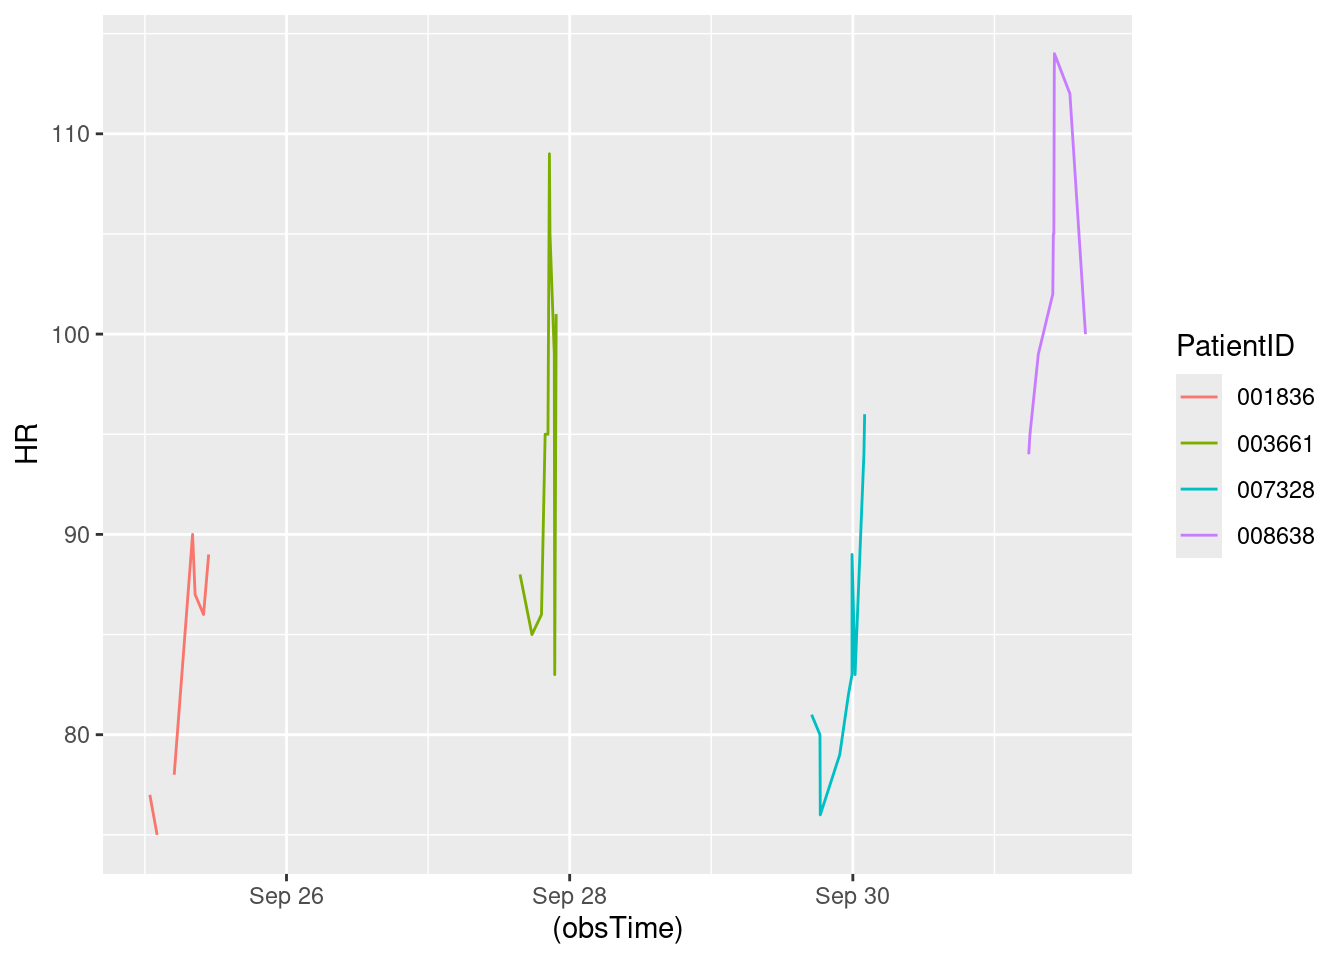 110
100
90
80
HR
Sep 26
Sep 28
Sep 30
(obsTime)
PatientID
001836
003661
007328
008638